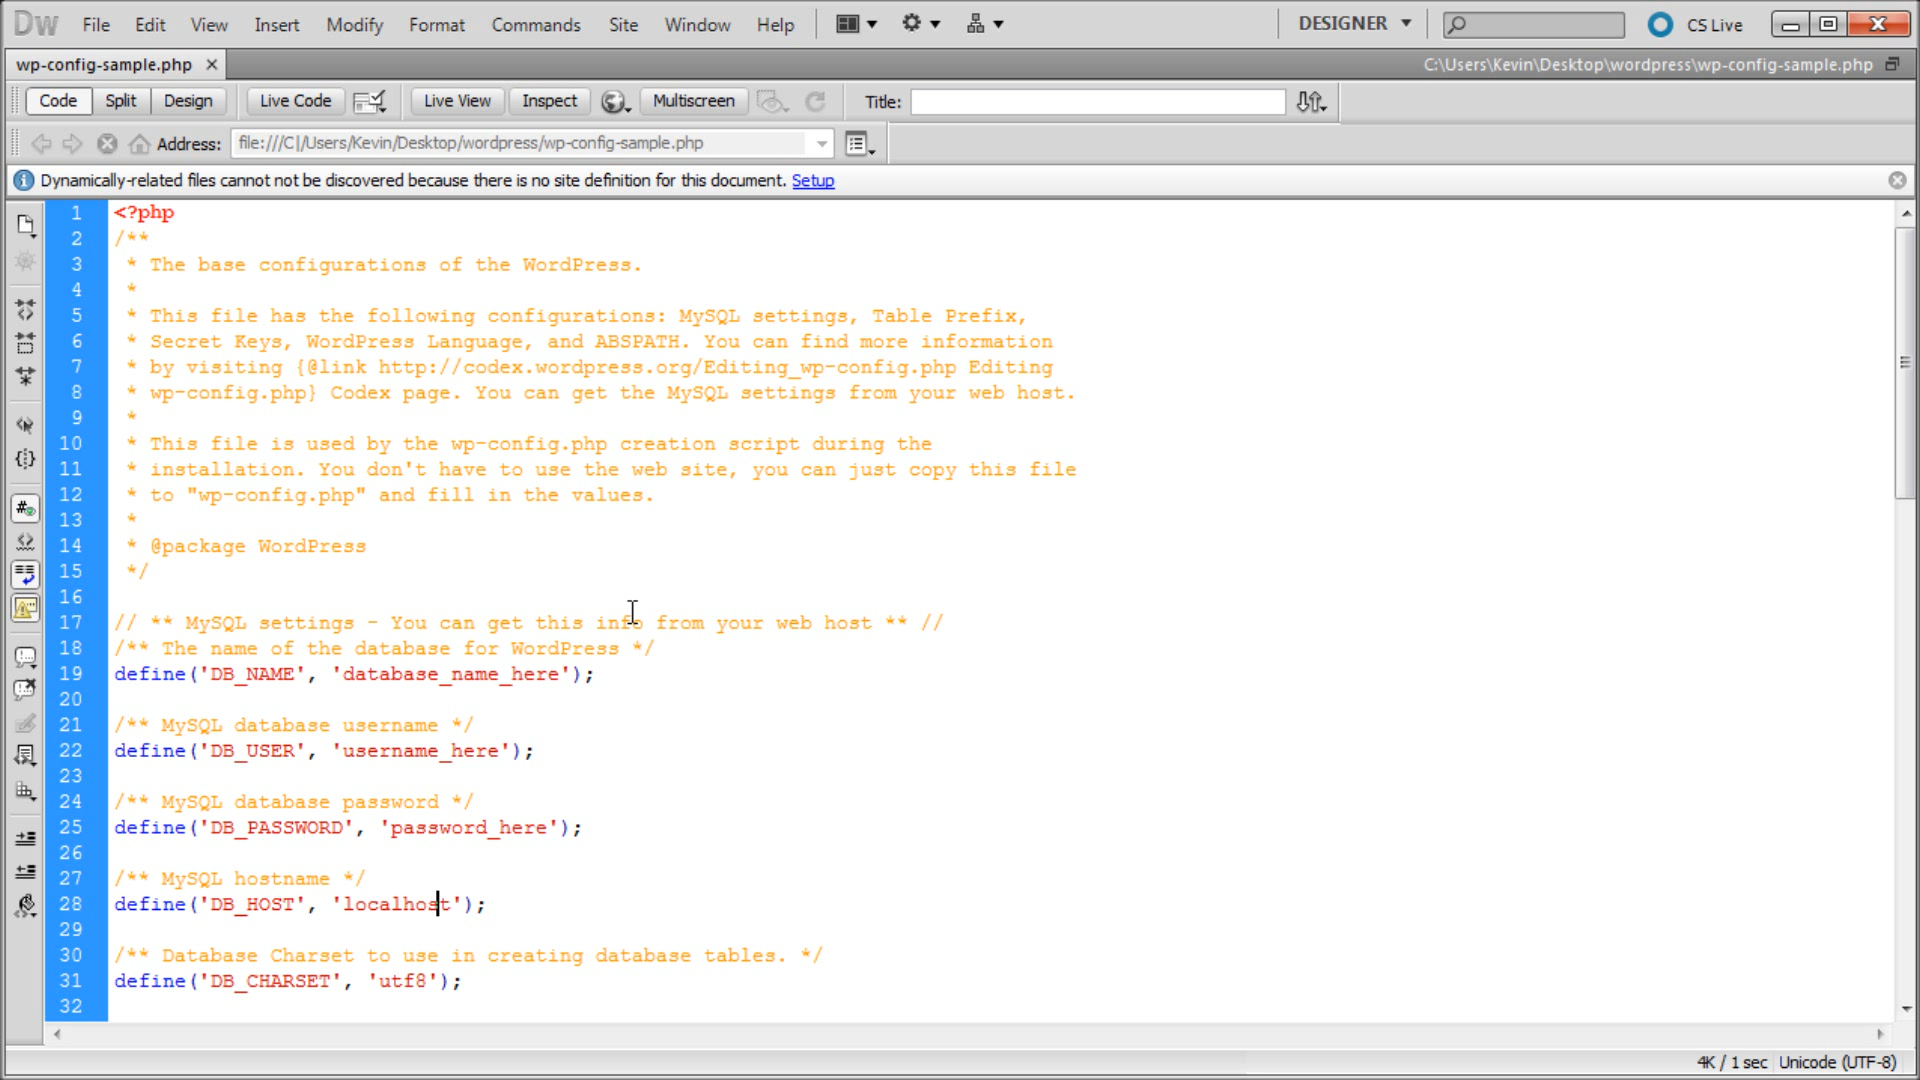 Dw File Edit View Insert Modify Format Commands Site Window Help DESIGNER CS Live
wp-config-sample.php C:\Users\Kevin\Desktop\wordpress\wp-config-sample.php
Code Split Design Live Code Live View Inspect Multiscreen Title:
Address: file:///C|/Users/Kevin/Desktop/wordpress/wp-config-sample.php
Dynamically-related files cannot not be discovered because there is no site definition for this document. Setup
1 <?php
2 /**
3 * The base configurations of the WordPress.
4 *
5 * This file has the following configurations: MySQL settings, Table Prefix,
6 * Secret Keys, WordPress Language, and ABSPATH. You can find more information
7 * by visiting {@link http://codex.wordpress.org/Editing_wp-config.php Editing
8 * wp-config.php} Codex page. You can get the MySQL settings from your web host.
9 *
10 * This file is used by the wp-config.php creation script during the
11 * installation. You don't have to use the web site, you can just copy this file
12 * to "wp-config.php" and fill in the values.
13 *
14 * @package WordPress
15 */
16
17 // ** MySQL settings - You can get this info from your web host ** //
18 /** The name of the database for WordPress */
19 define('DB_NAME', 'database_name_here');
20
21 /** MySQL database username */
22 define('DB_USER', 'username_here');
23
24 /** MySQL database password */
25 define('DB_PASSWORD', 'password_here');
26
27 /** MySQL hostname */
28 define('DB_HOST', 'localhost');
29
30 /** Database Charset to use in creating database tables. */
31 define('DB_CHARSET', 'utf8');
32
4K / 1 sec Unicode (UTF-8)